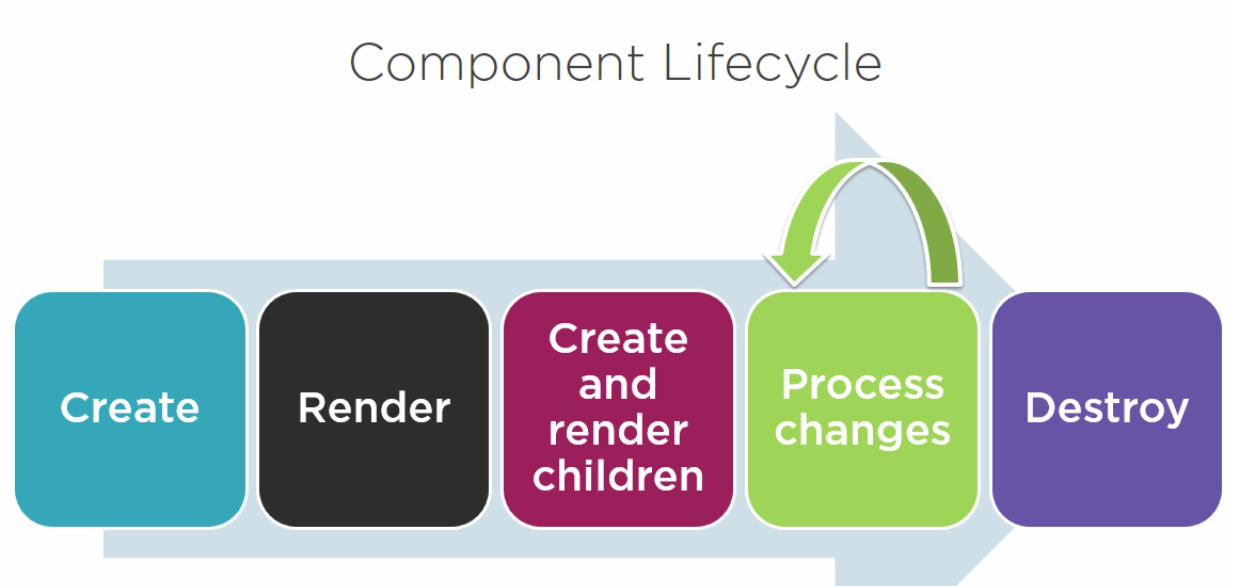 Component Lifecycle
Create
Render
Create
and
render
children
Process
changes
Destroy